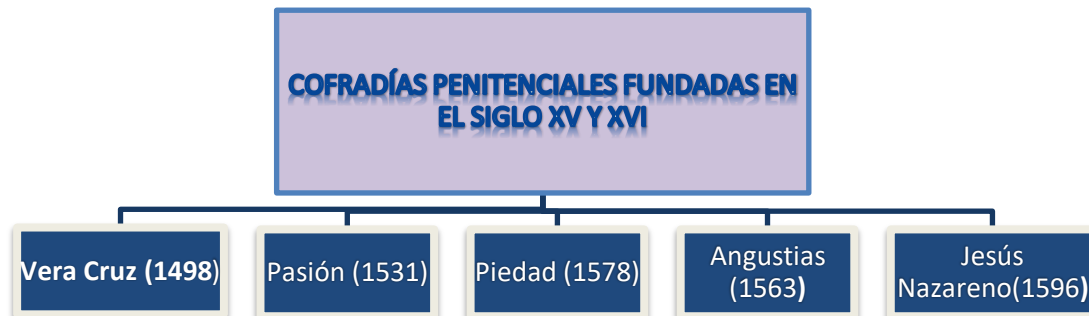 COFRADÍAS PENITENCIALES FUNDADAS EN
EL SIGLO XV Y XVI
Vera Cruz (1498)
Pasión (1531)
Piedad (1578)
Angustias
(1563)
Jesús
Nazareno(1596)